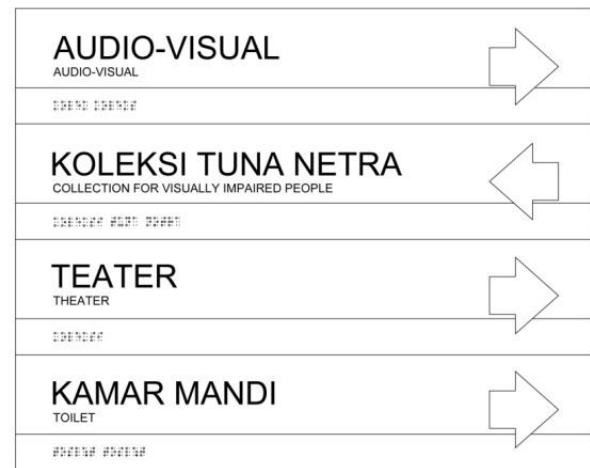 AUDIO-VISUAL
AUDIO-VISUAL
KOLEKSI TUNA NETRA
COLLECTION FOR VISUALLY IMPAIRED PEOPLE
TEATER
THEATER
KAMAR MANDI
TOILET